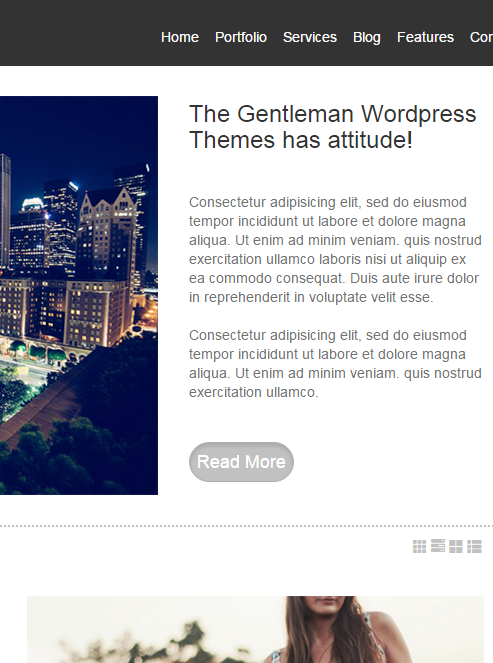 Home Portfolio Services Blog Features Cor
The Gentleman Wordpress
Themes has attitude!
Consectetur adipisicing elit, sed do eiusmod
tempor incididunt ut labore et dolore magna
aliqua. Ut enim ad minim veniam. quis nostrud
exercitation ullamco laboris nisi ut aliquip ex
ea commodo consequat. Duis aute irure dolor
in reprehenderit in voluptate velit esse.
Consectetur adipisicing elit, sed do eiusmod
tempor incididunt ut labore et dolore magna
aliqua. Ut enim ad minim veniam. quis nostrud
exercitation ullamco.
Read More